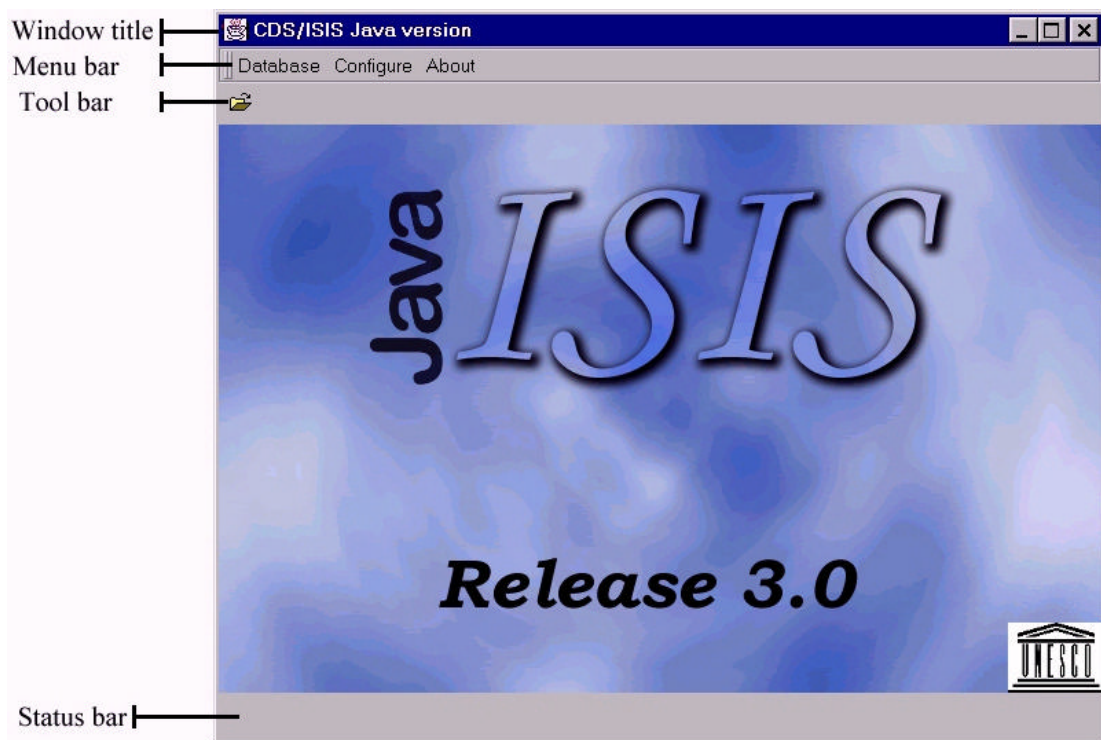 Window title
CDS/ISIS Java version
Menu bar
Database Configure About
Tool bar
Java
ISIS
Release 3.0
UNESCO
Status bar